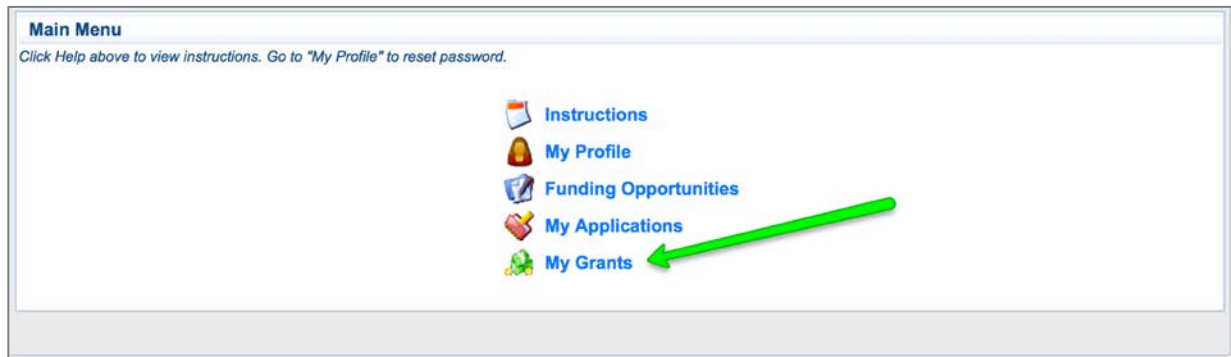 Main Menu
Click Help above to view instructions. Go to "My Profile" to reset password.
Instructions
My Profile
Funding Opportunities
My Applications
My Grants